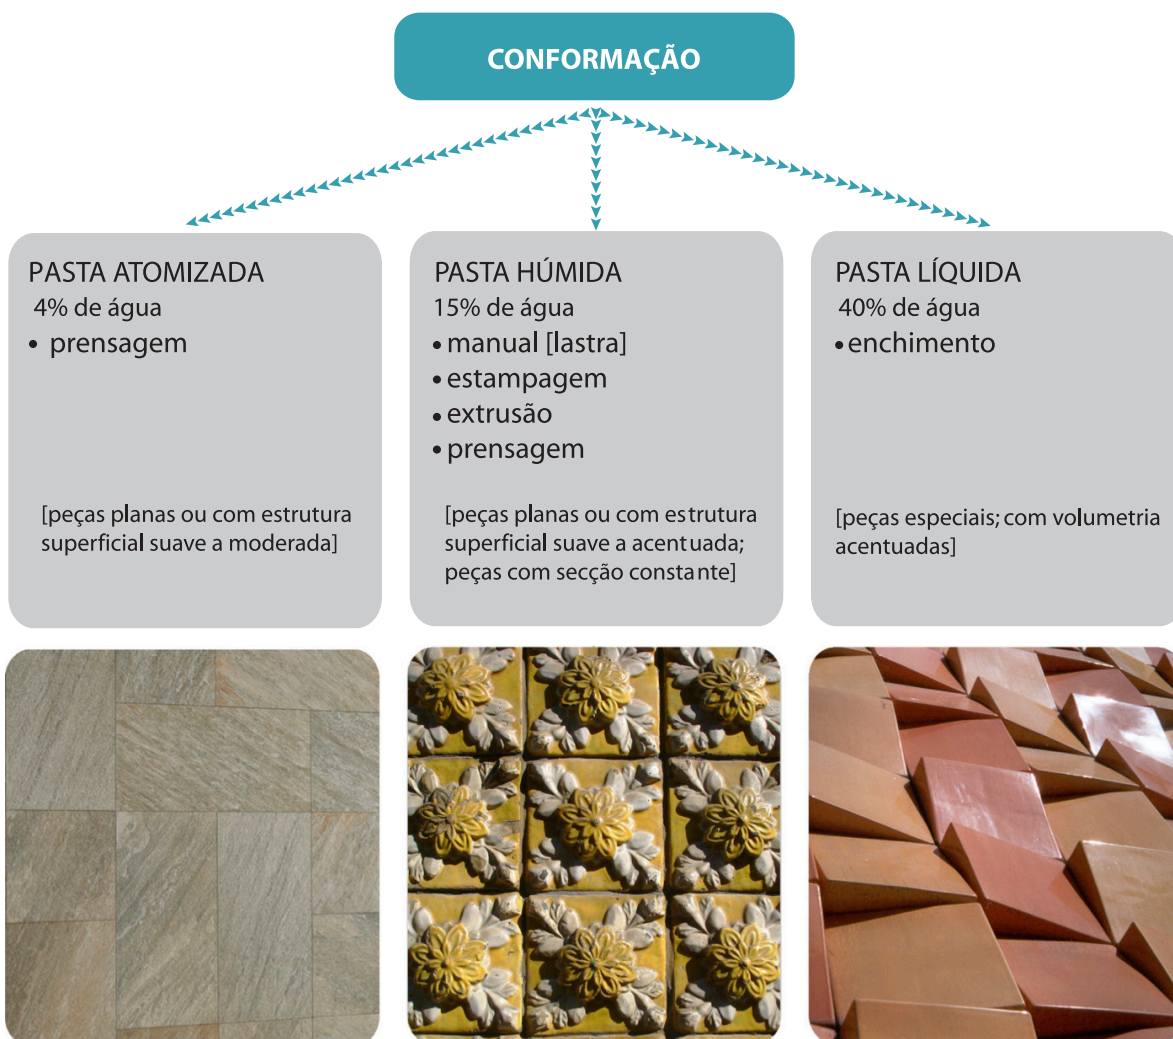 CONFORMAÇÃO
PASTA ATOMIZADA
4% de água
• prensagem
[peças planas ou com estrutura
superficial suave a moderada]
PASTA HÚMIDA
15% de água
• manual [lastra]
• estampagem
• extrusão
• prensagem
[peças planas ou com estrutura
superficial suave a acentuada;
peças com secção constante]
PASTA LÍQUIDA
40% de água
• enchimento
[peças especiais; com volumetria
acentuadas]